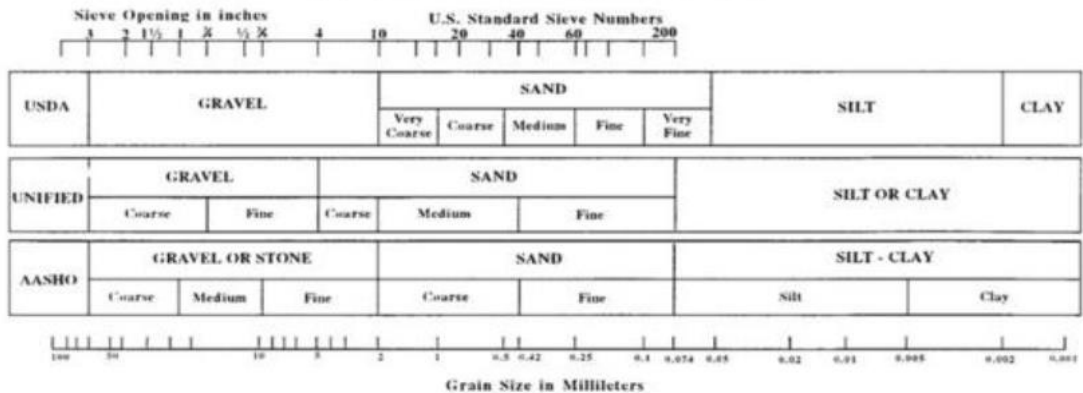 Sieve Opening in inches U.S. Standard Sieve Numbers
3 2 1½ 1 ¾ ½ ⅜ 4 10 20 40 60 200
USDA GRAVEL SAND SILT CLAY
Very Coarse Coarse Medium Fine Very Fine
UNIFIED GRAVEL SAND SILT OR CLAY
Coarse Fine Coarse Medium Fine
AASHO GRAVEL OR STONE SAND SILT - CLAY
Coarse Medium Fine Coarse Fine Silt Clay
100 50 10 5 2 1 0.5 0.42 0.25 0.1 0.074 0.05 0.02 0.01 0.005 0.002 0.001
Grain Size in Millileters